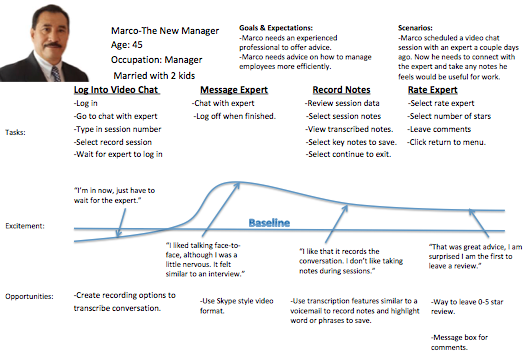 Marco-The New Manager
Age: 45
Occupation: Manager
Married with 2 kids
Goals & Expectations:
-Marco needs an experienced
professional to offer advice.
-Marco needs advice on how to manage
employees more efficiently.
Scenarios:
-Marco scheduled a video chat
session with an expert a couple days
ago. Now he needs to connect with
the expert and take any notes he
feels would be useful for work.
Tasks:
Log Into Video Chat
-Log in
-Go to chat with expert
-Type in session number
-Select record session
-Wait for expert to log in
Message Expert
-Chat with expert
-Log off when finished.
Record Notes
-Review session data
-Select session notes
-View transcribed notes.
-Select key notes to save.
-Select continue to exit.
Rate Expert
-Select rate expert
-Select number of stars
-Leave comments
-Click return to menu.
Excitement:
"I'm in now, just have to
wait for the expert."
Baseline
"I liked talking face-to-
face, although I was a
little nervous. It felt
similar to an interview."
"I like that it records the
conversation. I don't like taking
notes during sessions."
"That was great advice, I am
surprised I am the first to
leave a review."
Opportunities:
-Create recording options to
transcribe conversation.
-Use Skype style video
format.
-Use transcription features similar to a
voicemail to record notes and highlight
word or phrases to save.
-Way to leave 0-5 star
review.
-Message box for
comments.